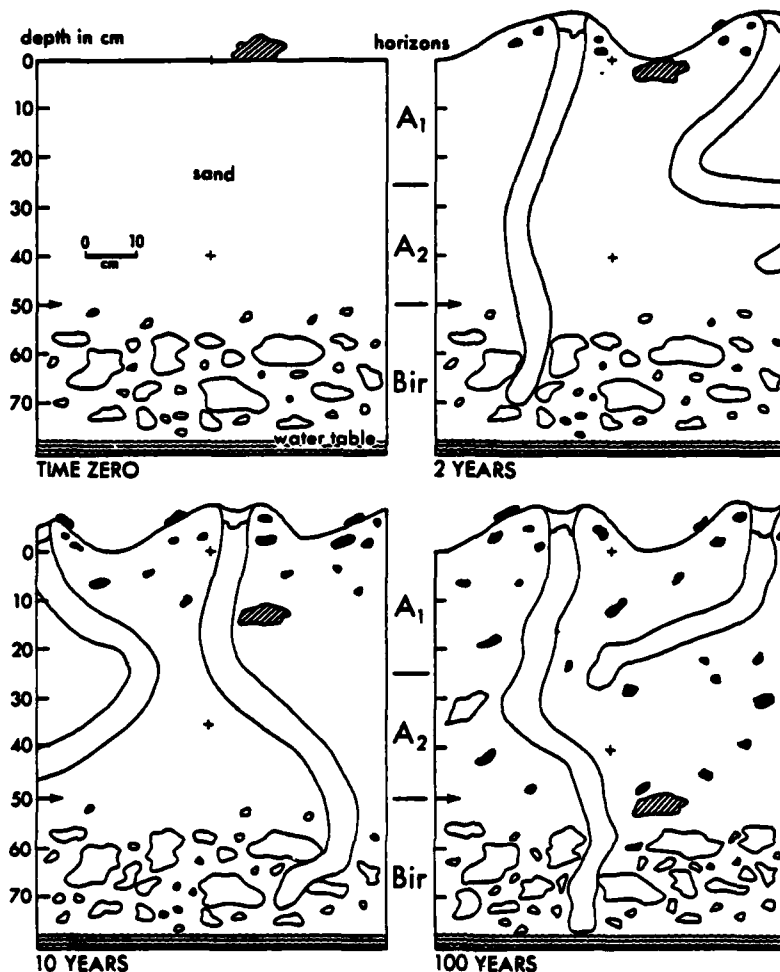 depth in cm
horizons
0
10
20
30
40
50
60
70
sand
0 10
cm
water table
TIME ZERO
A₁
A₂
Bir
2 YEARS
0
10
20
30
40
50
60
70
10 YEARS
A₁
A₂
Bir
100 YEARS